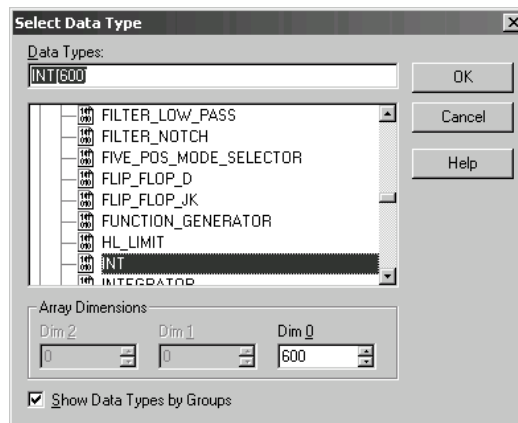 Select Data Type
Data Types:
INT[600]
OK
Cancel
Help
FILTER_LOW_PASS
FILTER_NOTCH
FIVE_POS_MODE_SELECTOR
FLIP_FLOP_D
FLIP_FLOP_JK
FUNCTION_GENERATOR
HL_LIMIT
INT
INTEGRATOR
Array Dimensions
Dim 2 Dim 1 Dim 0
0 0 600
Show Data Types by Groups